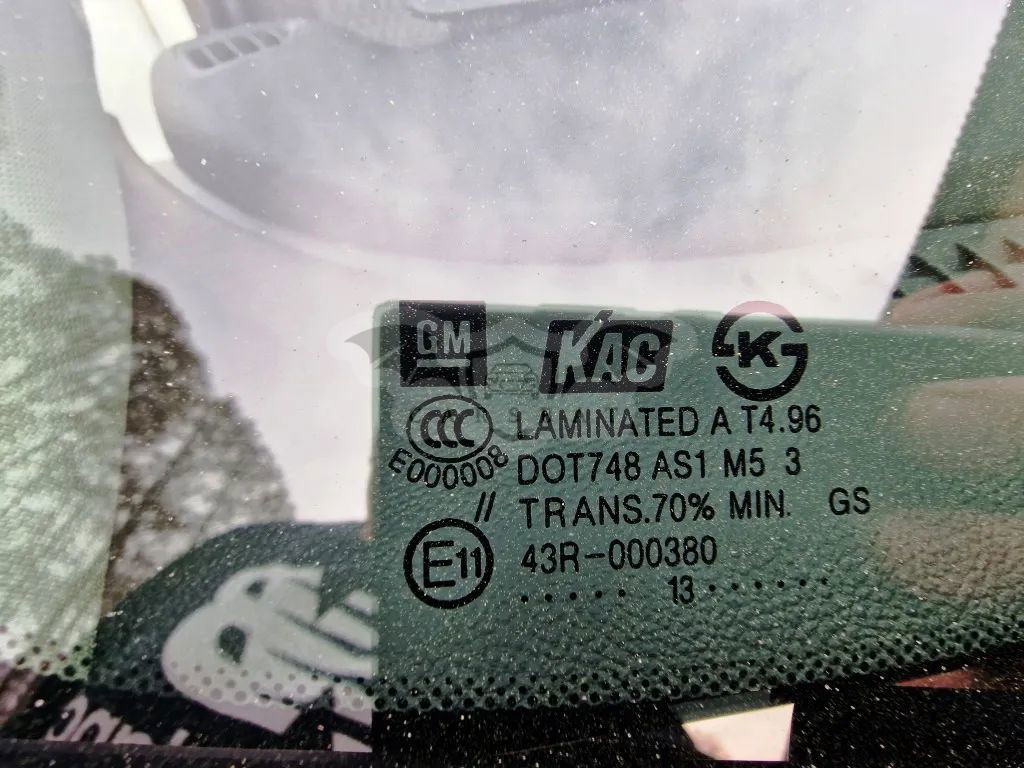 GM KAC K
CCC LAMINATED A T4.96
E000008 DOT748 AS1 M5 3
// TRANS.70% MIN. GS
E11 43R-000380
..... 13 ......